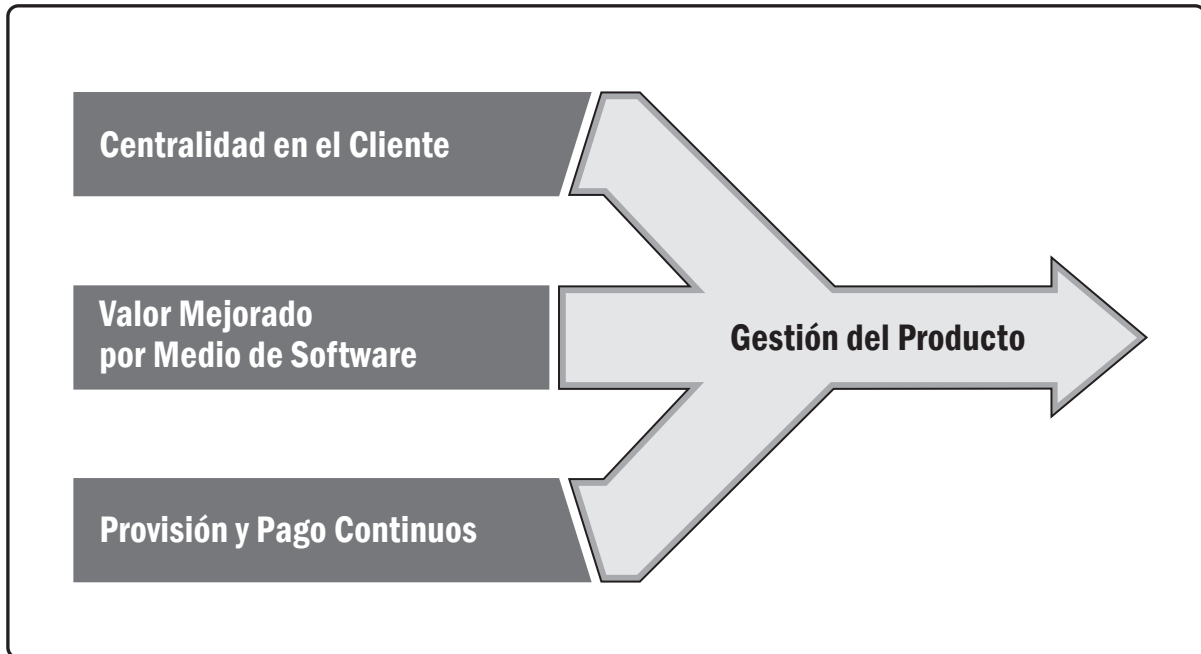 Centralidad en el Cliente
Valor Mejorado
por Medio de Software
Gestión del Producto
Provisión y Pago Continuos